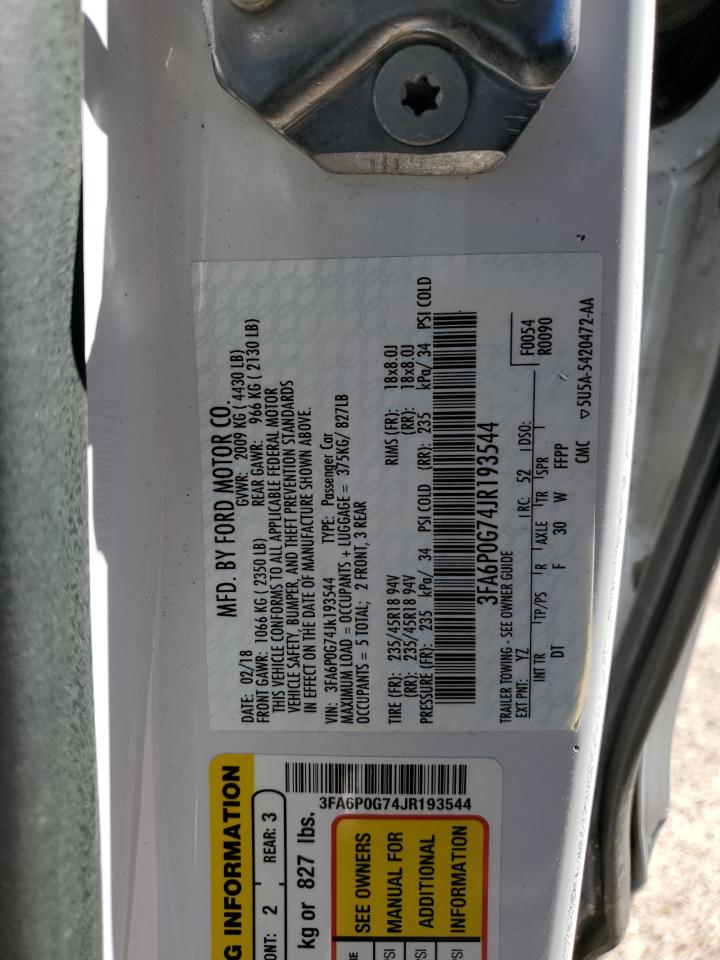 MFD. BY FORD MOTOR CO.
DATE: 02/18 GVWR: 2009 KG ( 4430 LB)
FRONT GAWR: 1066 KG ( 2350 LB) REAR GAWR: 966 KG ( 2130 LB)
THIS VEHICLE CONFORMS TO ALL APPLICABLE FEDERAL MOTOR
VEHICLE SAFETY, BUMPER, AND THEFT PREVENTION STANDARDS
IN EFFECT ON THE DATE OF MANUFACTURE SHOWN ABOVE.
VIN: 3FA6P0G74Jk193544 TYPE: Passenger Car
MAXIMUM LOAD = OCCUPANTS + LUGGAGE = 375KG/ 827LB
OCCUPANTS = 5 TOTAL; 2 FRONT, 3 REAR
TIRE (FR): 235/45R18 94V RIMS (FR): 18x8.0J
(RR): 235/45R18 94V (RR): 18x8.0J
PRESSURE (FR): 235 kPa/ 34 PSI COLD (RR): 235 kPa/ 34 PSI COLD
3FA6P0G74JR193544
TRAILER TOWING - SEE OWNER GUIDE F0054
EXT PNT: YZ RC: 52 DSO: R0090
INT TR TP/PS R AXLE TR SPR
DT F 30 W FFPP
CMC 5U5A-5420472-AA
G INFORMATION
ONT: 2 REAR: 3
kg or 827 lbs.
3FA6P0G74JR193544
SEE OWNERS
MANUAL FOR
ADDITIONAL
INFORMATION